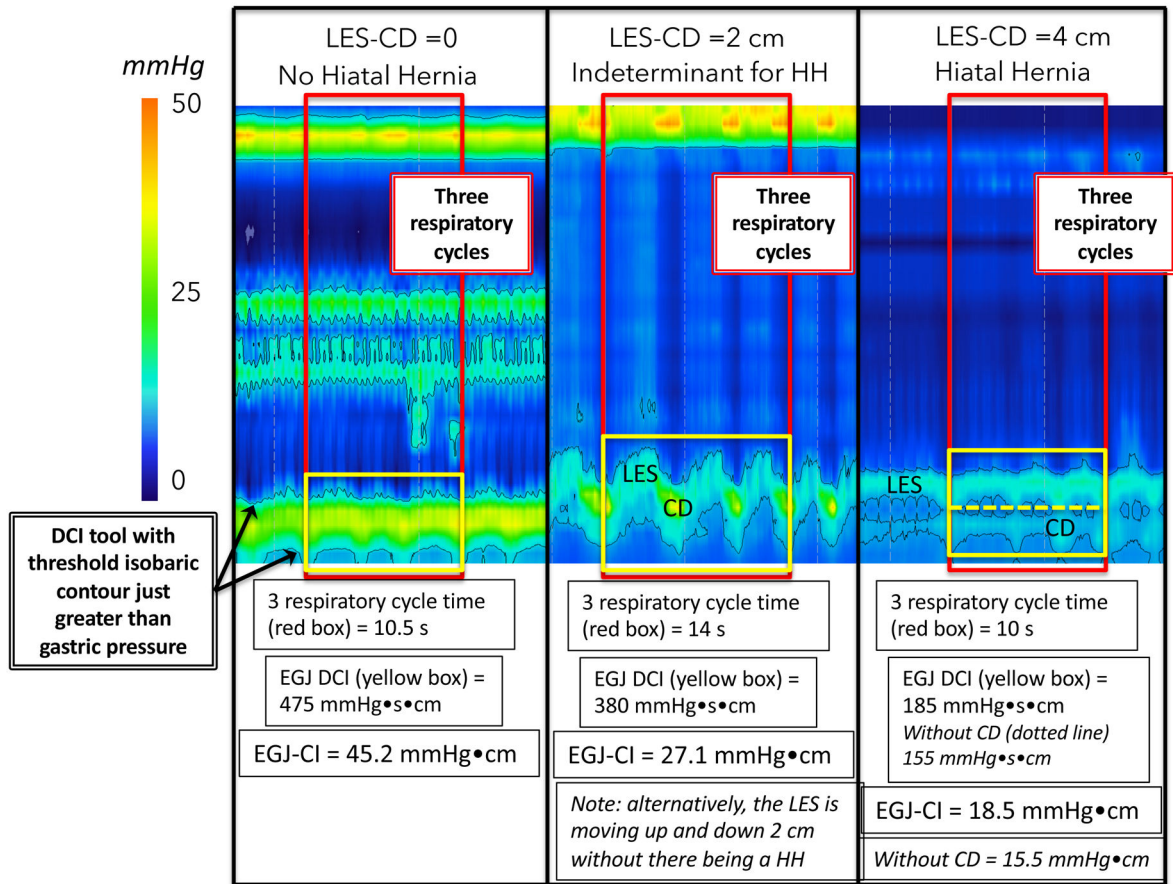 mmHg
50
25
0
DCI tool with
threshold isobaric
contour just
greater than
gastric pressure
LES-CD =0
No Hiatal Hernia
Three
respiratory
cycles
3 respiratory cycle time
(red box) = 10.5 s
EGJ DCI (yellow box) =
475 mmHg•s•cm
EGJ-CI = 45.2 mmHg•cm
LES-CD =2 cm
Indeterminant for HH
Three
respiratory
cycles
LES
CD
3 respiratory cycle time
(red box) = 14 s
EGJ DCI (yellow box) =
380 mmHg•s•cm
EGJ-CI = 27.1 mmHg•cm
Note: alternatively, the LES is
moving up and down 2 cm
without there being a HH
LES-CD =4 cm
Hiatal Hernia
Three
respiratory
cycles
LES
CD
3 respiratory cycle time
(red box) = 10 s
EGJ DCI (yellow box) =
185 mmHg•s•cm
Without CD (dotted line)
155 mmHg•s•cm
EGJ-CI = 18.5 mmHg•cm
Without CD = 15.5 mmHg•cm